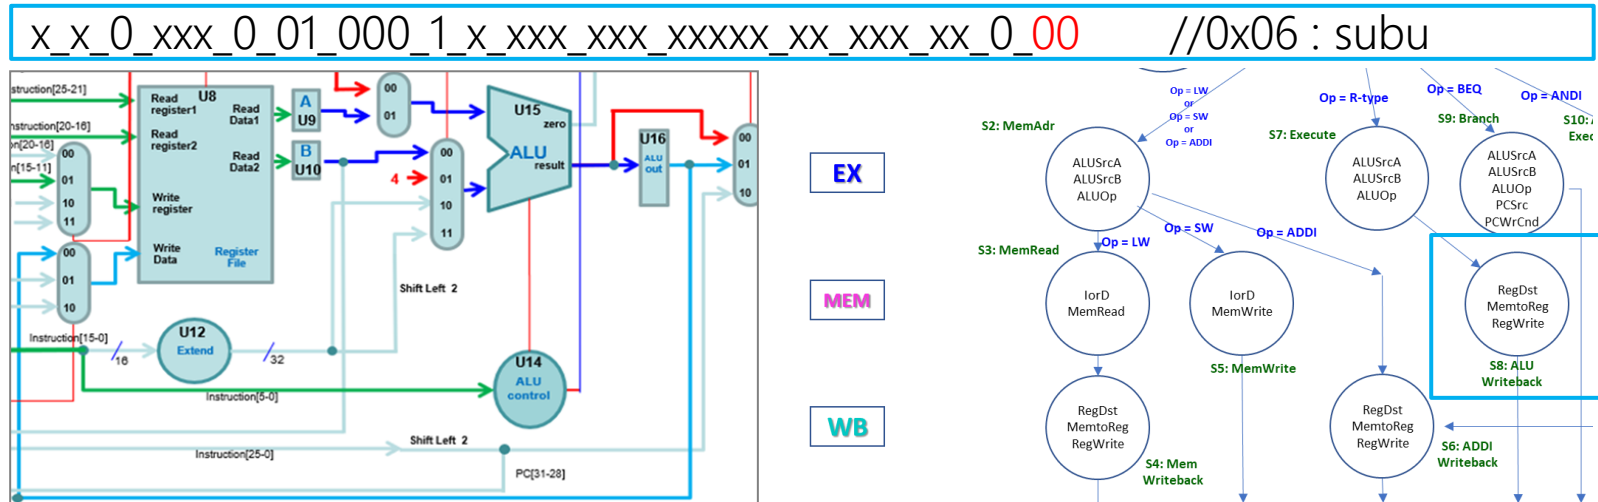 x_x_0_xxx_0_01_000_1_x_xxx_xxx_xxxxx_xx_xxx_xx_0_00 //0x06 : subu
struction[25-21]
nstruction[20-16]
n[20-16]
n[15-11]
00
01
10
11
00
01
10
Read
register1
U8
Read
Data1
Read
register2
Read
Data2
Write
register
Write
Data
Register
File
A
U9
B
U10
00
01
00
4
01
10
11
U15
zero
ALU
result
U16
ALU
out
00
01
10
Shift Left 2
Instruction[15-0]
16
U12
Extend
32
U14
ALU
control
Instruction[5-0]
Shift Left 2
Instruction[25-0]
PC[31-28]
EX
MEM
WB
Op = LW
or
Op = SW
or
Op = ADDI
Op = R-type
Op = BEQ
Op = ANDI
S2: MemAdr
S7: Execute
S9: Branch
S10:
Exec
ALUSrcA
ALUSrcB
ALUOp
ALUSrcA
ALUSrcB
ALUOp
ALUSrcA
ALUSrcB
ALUOp
PCSrc
PCWrCnd
S3: MemRead
Op = LW
Op = SW
Op = ADDI
IorD
MemRead
IorD
MemWrite
RegDst
MemtoReg
RegWrite
S5: MemWrite
S8: ALU
Writeback
RegDst
MemtoReg
RegWrite
RegDst
MemtoReg
RegWrite
S4: Mem
Writeback
S6: ADDI
Writeback